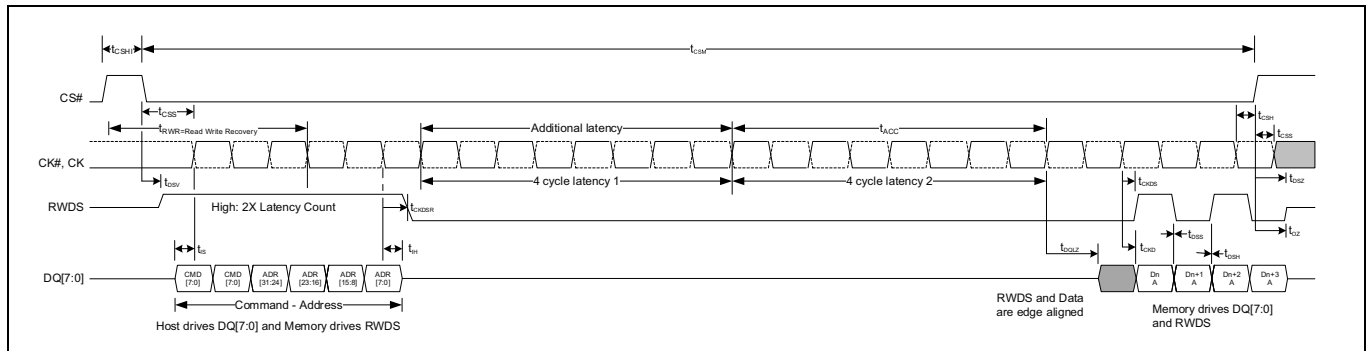 tCSHI
tCSM
CS#
tCSS
tCSH
tRWR=Read Write Recovery
Additional latency
tACC
tCSS
CK#, CK
tDSV
4 cycle latency 1
4 cycle latency 2
tCKDS
tDSZ
RWDS
High: 2X Latency Count
tCKDSR
tIS
tIH
tDQLZ
tCKD
tDSS
tOZ
tDSH
DQ[7:0]
CMD [7:0]
CMD [7:0]
ADR [31:24]
ADR [23:16]
ADR [15:8]
ADR [7:0]
Dn A
Dn+1 A
Dn+2 A
Dn+3 A
Command - Address
Host drives DQ[7:0] and Memory drives RWDS
RWDS and Data
are edge aligned
Memory drives DQ[7:0]
and RWDS